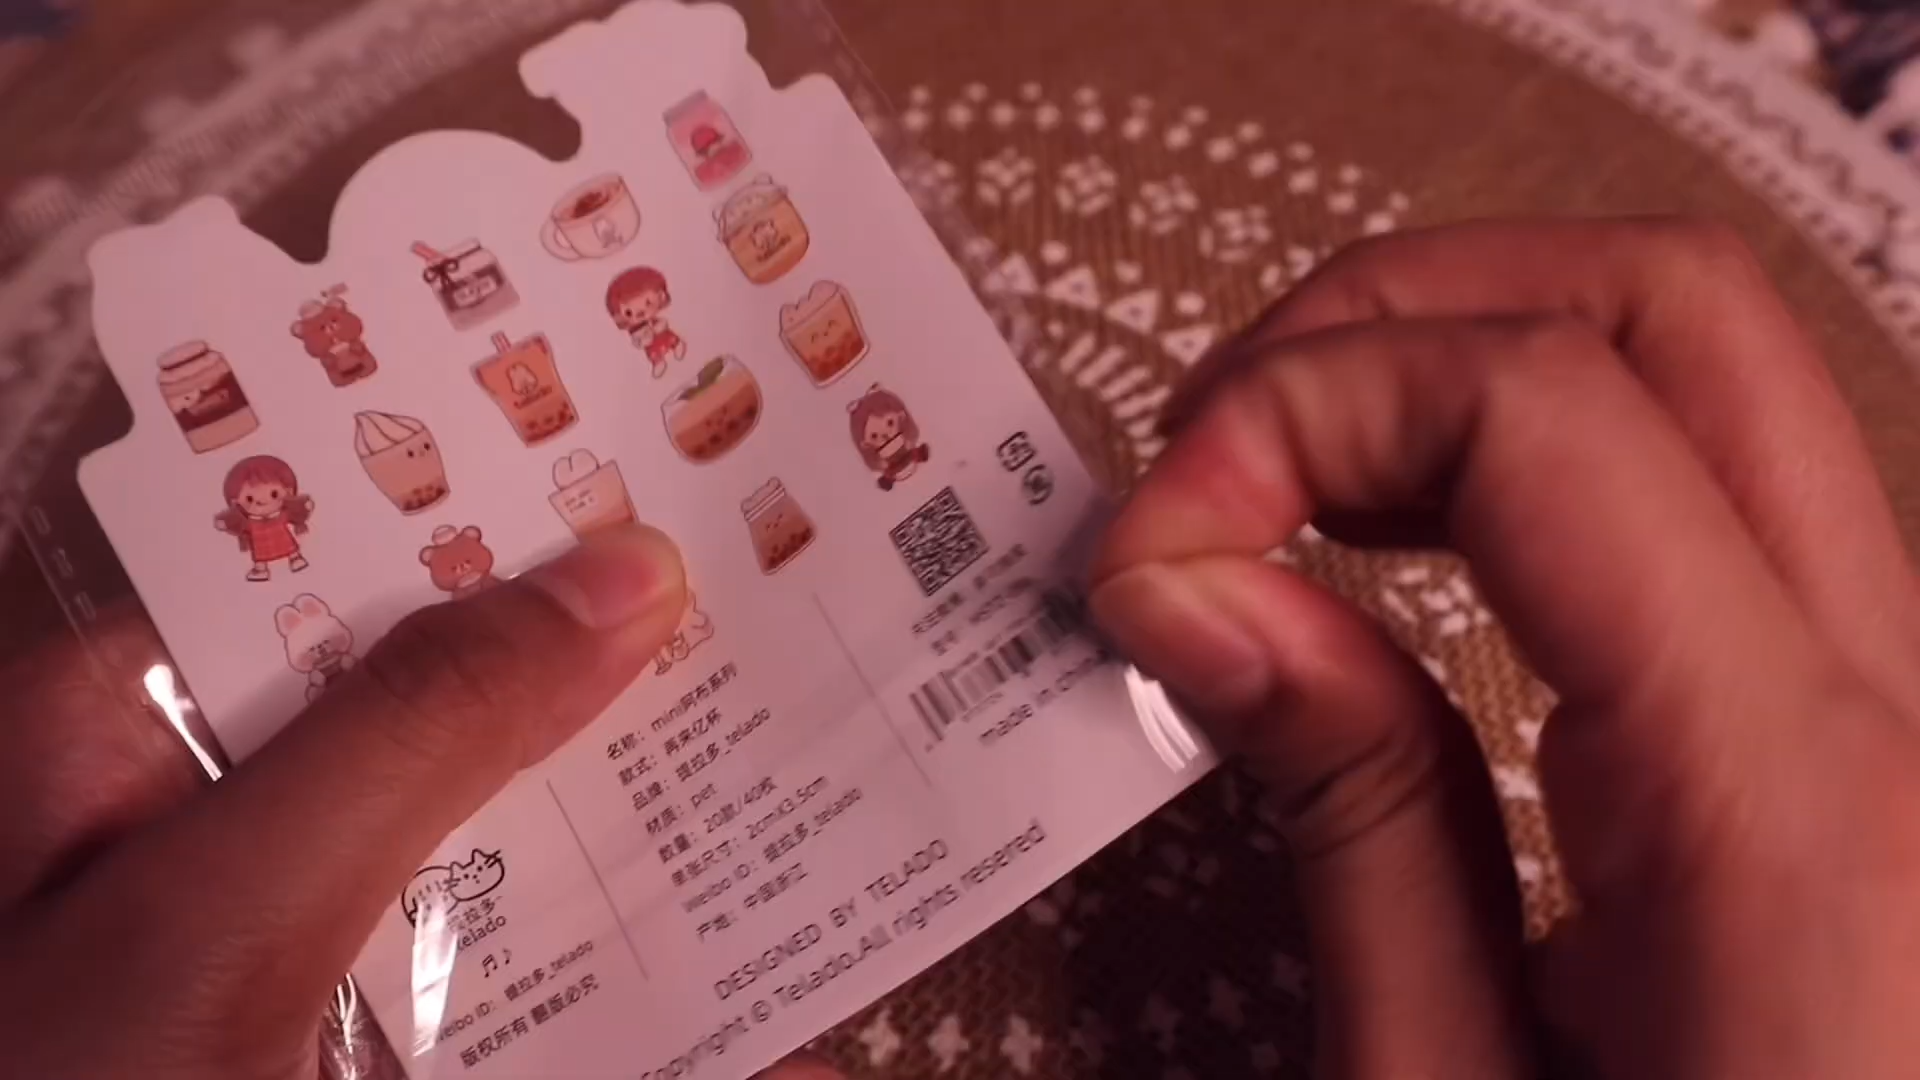 名称：mini阿布系列
款式：再来亿杯
品牌：提拉多_telado
材质：pet
数量：20款/40枚
单张尺寸：2cmX3.5cm
Weibo ID：提拉多_telado
产地：中国浙江
made in china
提拉多
telado
Weibo ID：提拉多_telado
版权所有 翻版必究
DESIGNED BY TELADO
Copyright © Telado.All rights resered